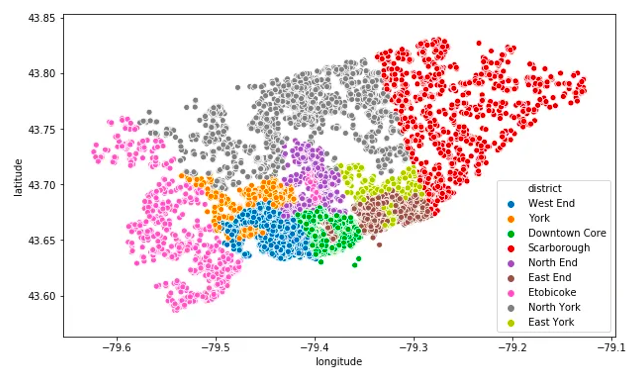 43.85
43.80
43.75
43.70
43.65
43.60
latitude
−79.6
−79.5
−79.4
−79.3
−79.2
−79.1
longitude
district
West End
York
Downtown Core
Scarborough
North End
East End
Etobicoke
North York
East York